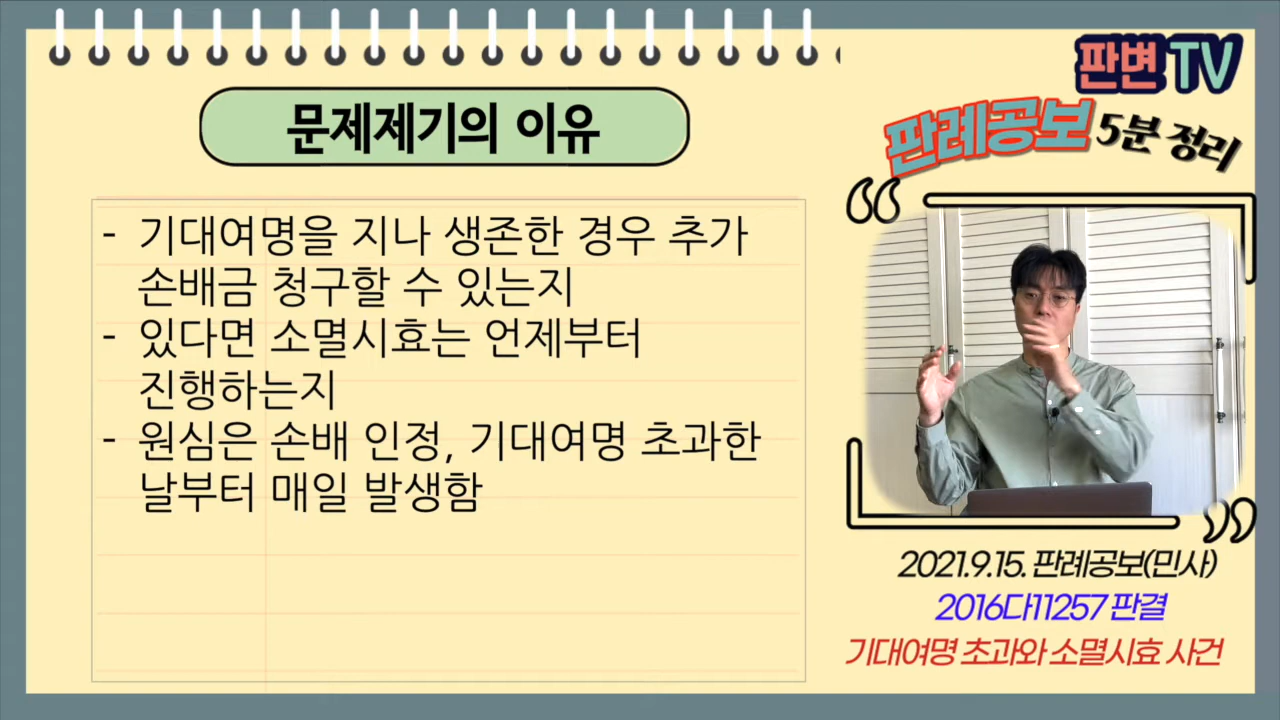 문제제기의 이유
- 기대여명을 지나 생존한 경우 추가
손배금 청구할 수 있는지
- 있다면 소멸시효는 언제부터
진행하는지
- 원심은 손배 인정, 기대여명 초과한
날부터 매일 발생함
판변TV
판례공보 5분 정리
2021.9.15. 판례공보(민사)
2016다11257 판결
기대여명 초과와 소멸시효 사건